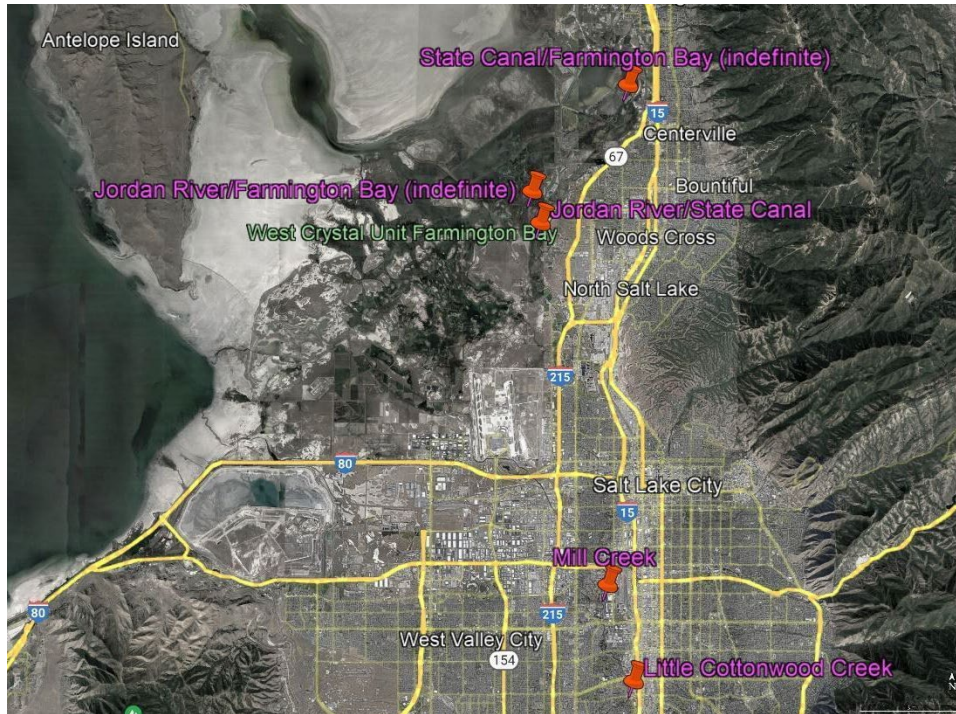 Antelope Island
State Canal/Farmington Bay (indefinite)
15
Centerville
67
Jordan River/Farmington Bay (indefinite)
Bountiful
Jordan River/State Canal
West Crystal Unit Farmington Bay
Woods Cross
North Salt Lake
215
80
Salt Lake City
15
Mill Creek
80
215
West Valley City
154
Little Cottonwood Creek
N